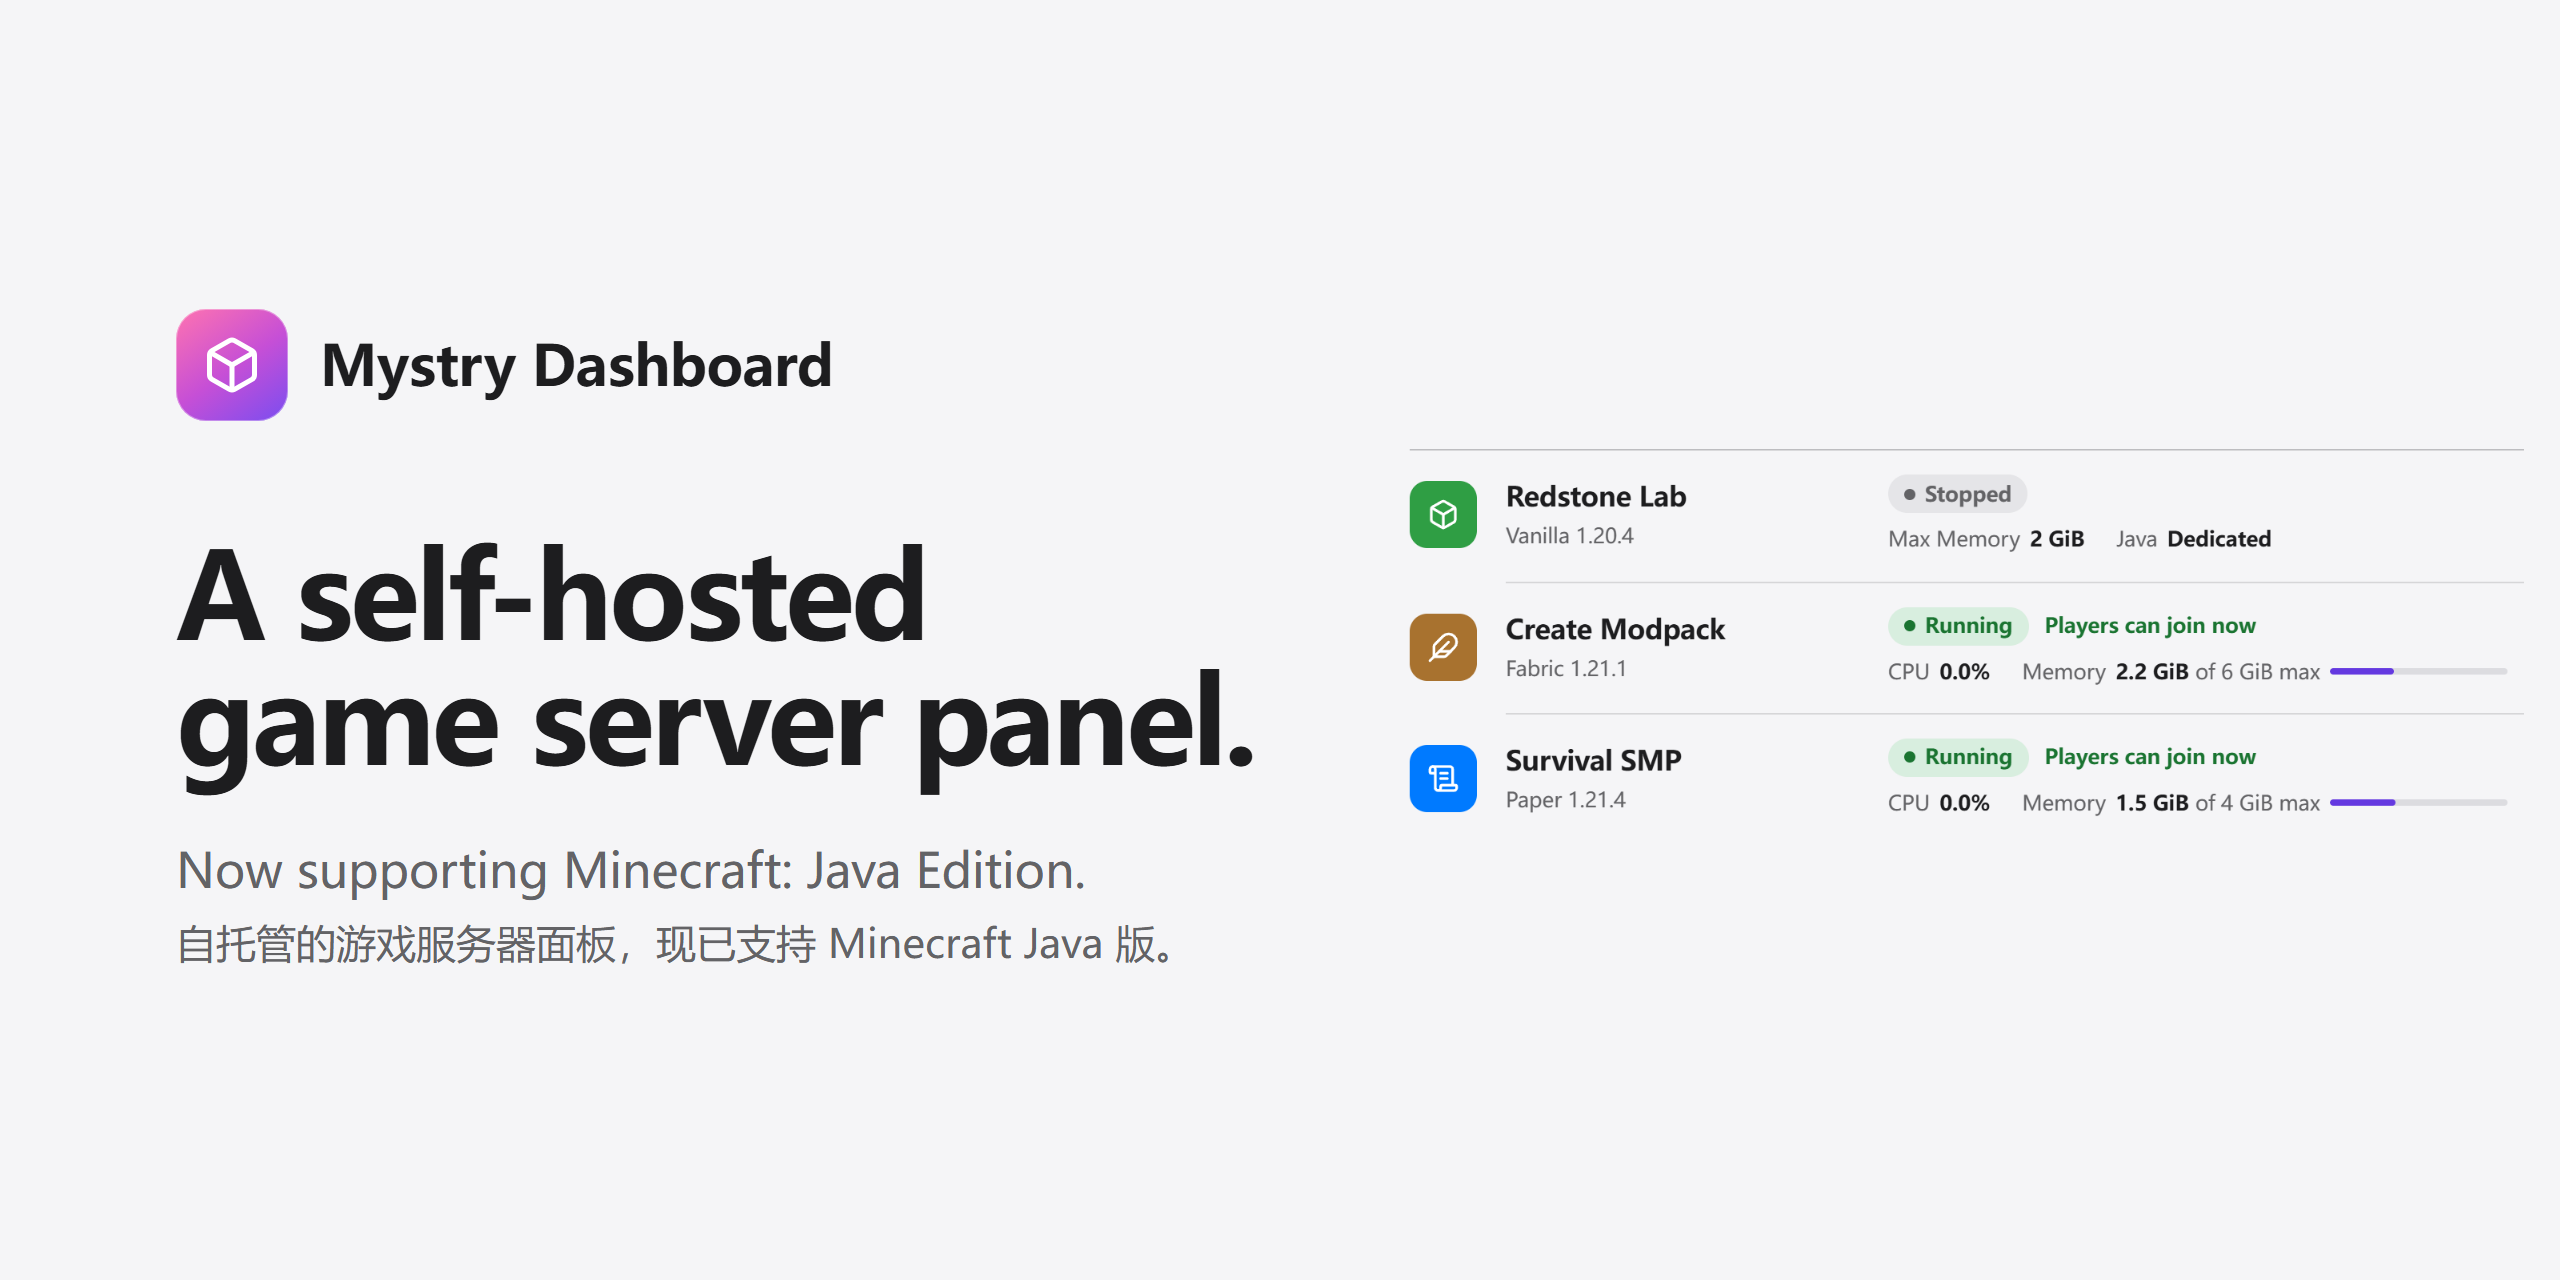 Mystry Dashboard
A self-hosted
game server panel.
Now supporting Minecraft: Java Edition.
自托管的游戏服务器面板，现已支持 Minecraft Java 版。
Redstone Lab
Vanilla 1.20.4
Stopped
Max Memory 2 GiB Java Dedicated
Create Modpack
Fabric 1.21.1
Running Players can join now
CPU 0.0% Memory 2.2 GiB of 6 GiB max
Survival SMP
Paper 1.21.4
Running Players can join now
CPU 0.0% Memory 1.5 GiB of 4 GiB max